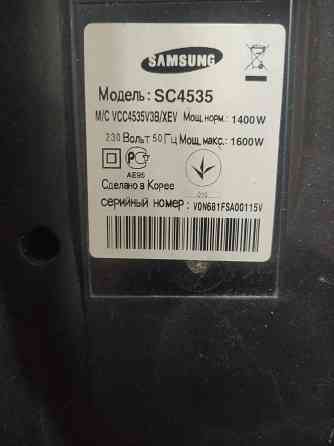 SAMSUNG
Модель: SC4535
M/C VCC4535V3B/XEV Мощ.норм.: 1400W
230 Вольт 50 Гц Мощ.макс.: 1600W
АЕ95
Сделано в Корее
серийный номер: V0N681FSA00115V